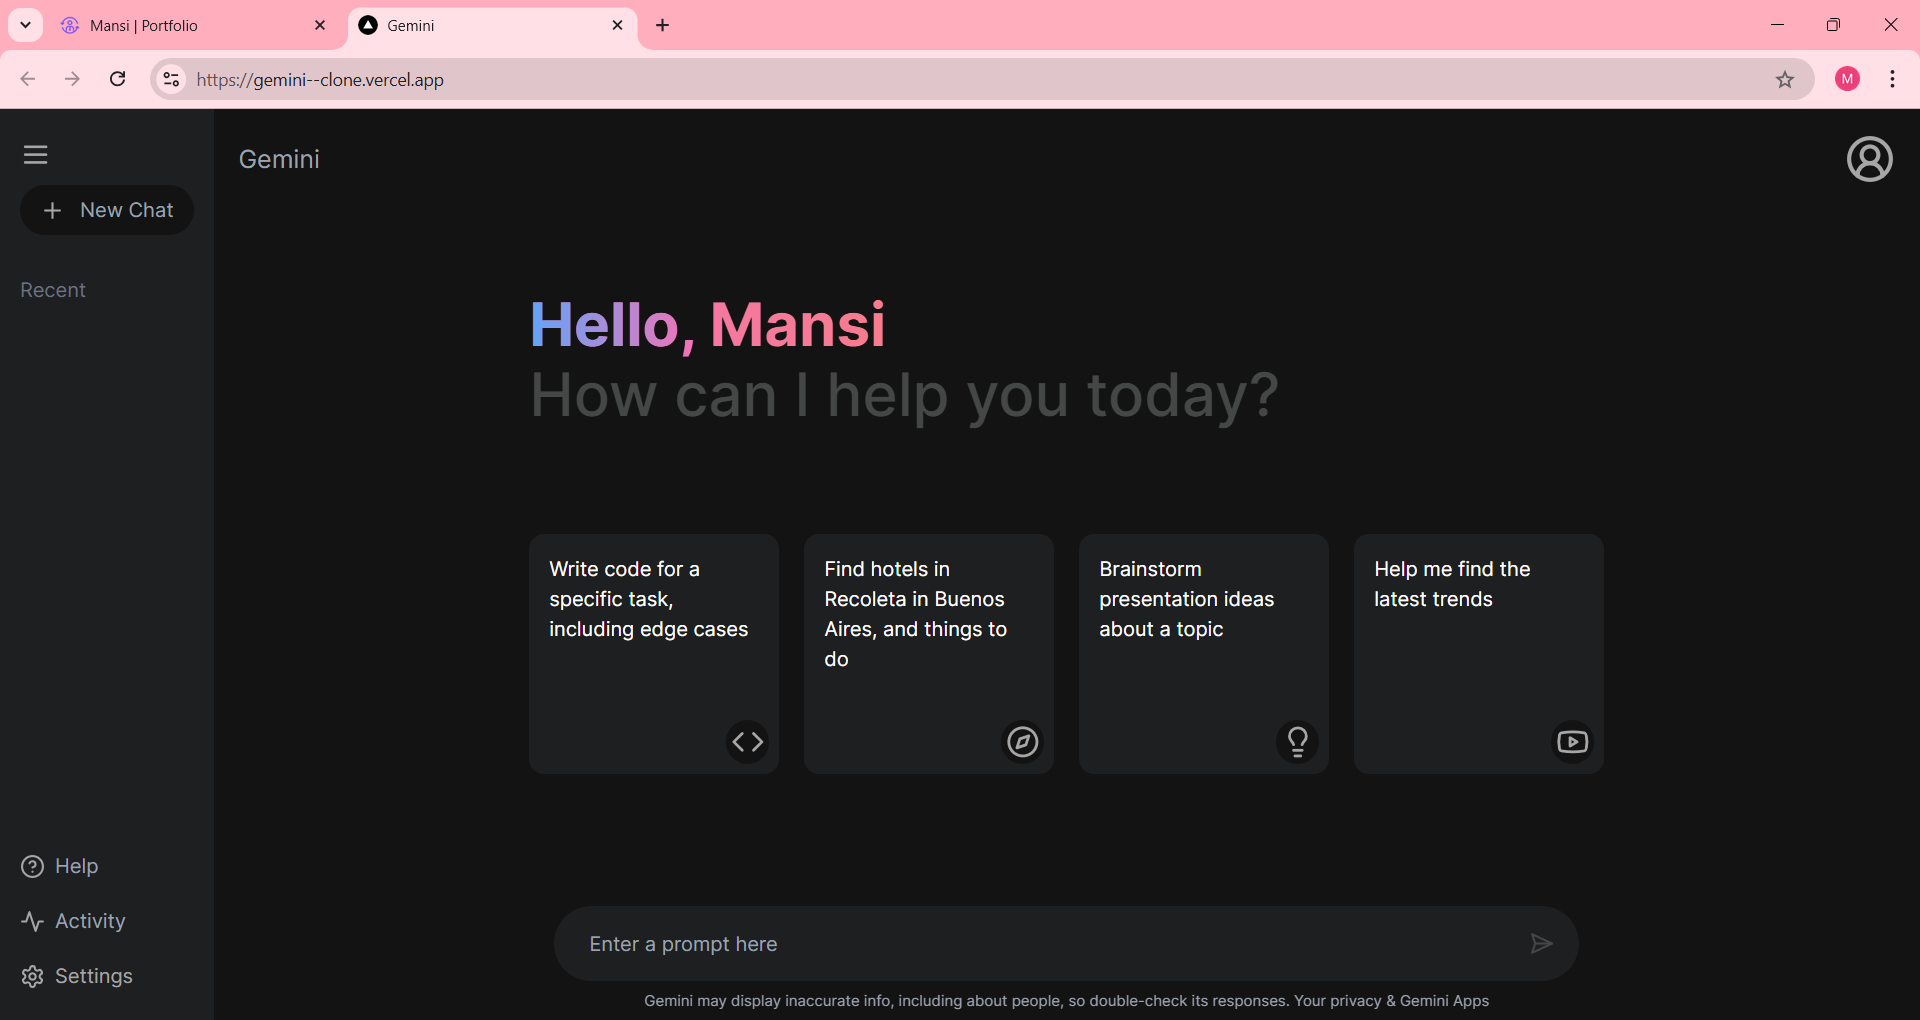 Mansi | Portfolio
Gemini
https://gemini--clone.vercel.app
M
Gemini
New Chat
Recent
Hello, Mansi
How can I help you today?
Write code for a
specific task,
including edge cases
Find hotels in
Recoleta in Buenos
Aires, and things to
do
Brainstorm
presentation ideas
about a topic
Help me find the
latest trends
Help
Activity
Settings
Enter a prompt here
Gemini may display inaccurate info, including about people, so double-check its responses. Your privacy & Gemini Apps